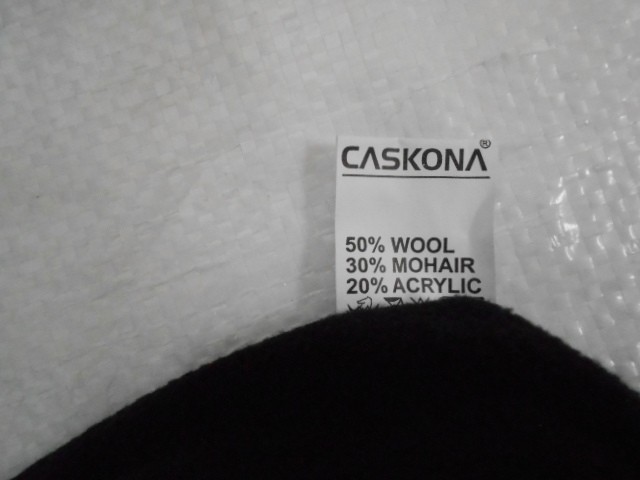 CASKONA®
50% WOOL
30% MOHAIR
20% ACRYLIC